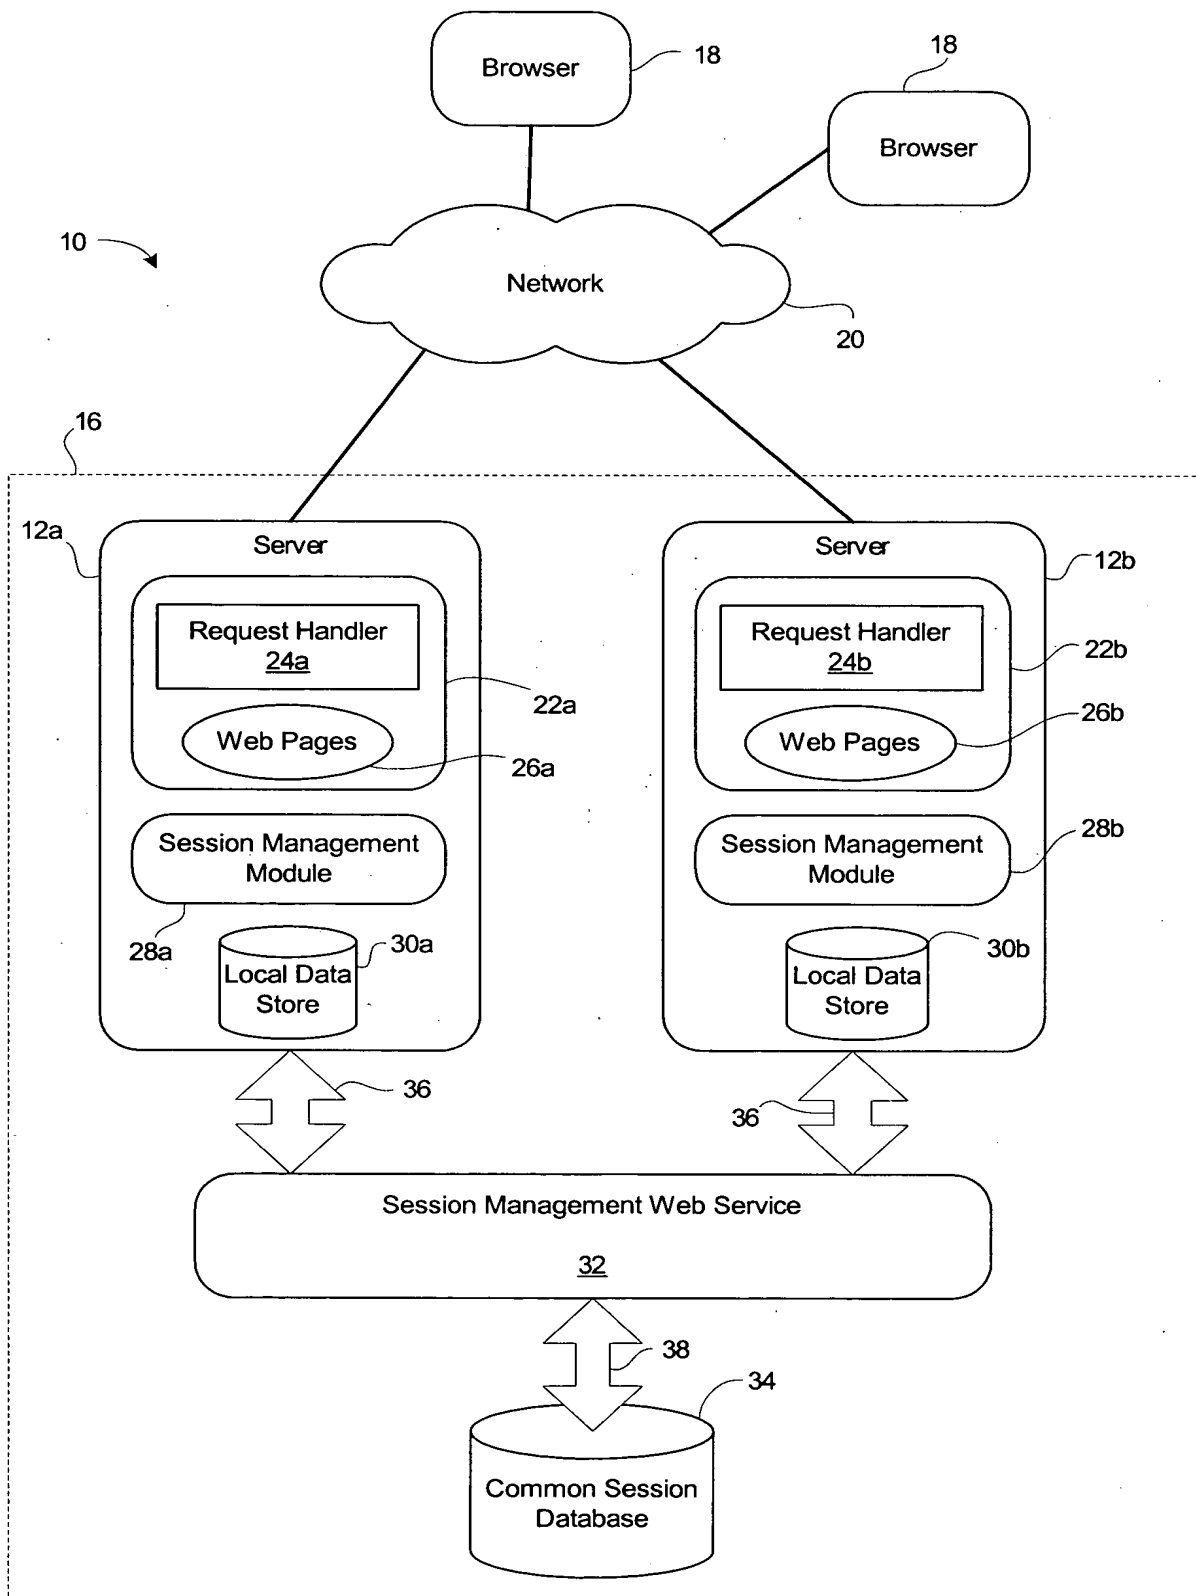 18
Browser
18
Browser
10
Network
20
16
12a
Server
Server
12b
Request Handler
24a
Request Handler
24b
22b
22a
26b
Web Pages
Web Pages
26a
Session Management
Module
Session Management
Module
28b
28a
30a
30b
Local Data
Store
Local Data
Store
36
36
Session Management Web Service
32
38
34
Common Session
Database